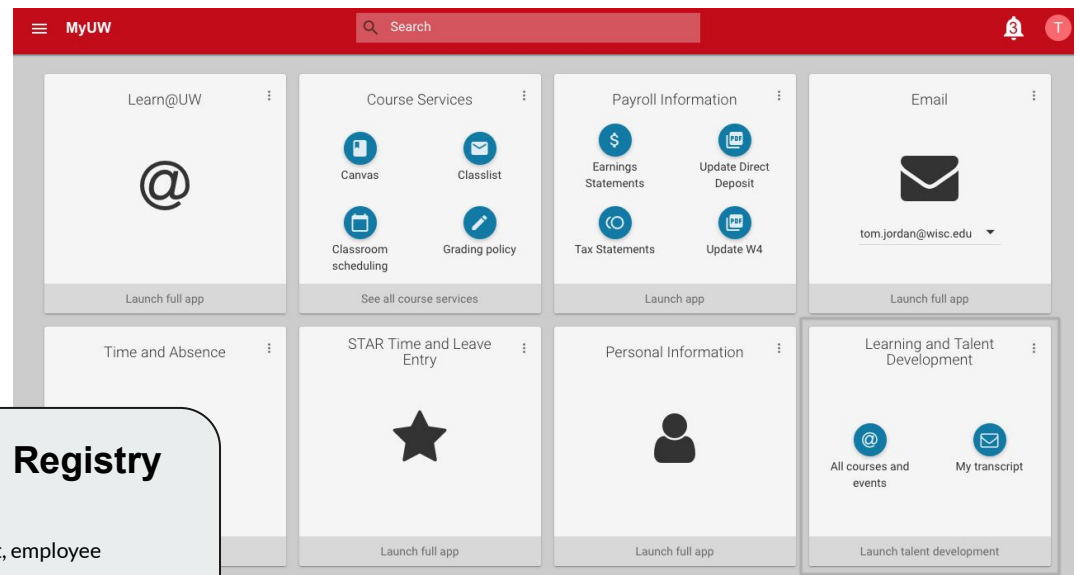 MyUW
Search
3
T
Learn@UW
@
Launch full app
Course Services
Canvas
Classlist
Classroom
scheduling
Grading policy
See all course services
Payroll Information
$
Earnings
Statements
PDF
Update Direct
Deposit
Tax Statements
PDF
Update W4
Launch app
Email
tom.jordan@wisc.edu
Launch full app
Time and Absence
STAR Time and Leave
Entry
Launch full app
Personal Information
Launch full app
Learning and Talent
Development
@
All courses and
events
My transcript
Launch talent development
Registry
, employee